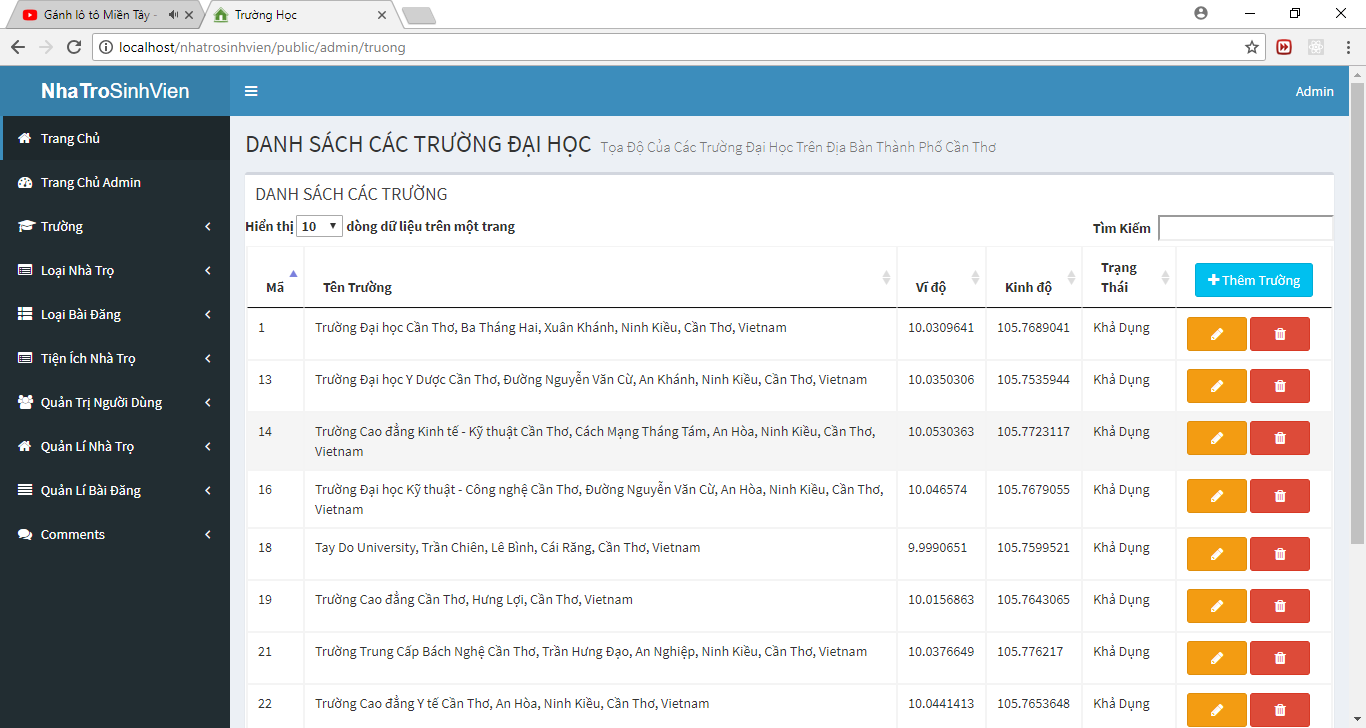 Gánh lô tô Miền Tây -
Trường Học
localhost/nhatrosinhvien/public/admin/truong
NhaTroSinhVien
Admin
Trang Chủ
Trang Chủ Admin
Trường
Loại Nhà Trọ
Loại Bài Đăng
Tiện Ích Nhà Trọ
Quản Trị Người Dùng
Quản Lí Nhà Trọ
Quản Lí Bài Đăng
Comments
DANH SÁCH CÁC TRƯỜNG ĐẠI HỌC Tọa Độ Của Các Trường Đại Học Trên Địa Bàn Thành Phố Cần Thơ
DANH SÁCH CÁC TRƯỜNG
Hiển thị 10 dòng dữ liệu trên một trang
Tìm Kiếm
Mã Tên Trường Vĩ độ Kinh độ Trạng Thái Thêm Trường
1 Trường Đại học Cần Thơ, Ba Tháng Hai, Xuân Khánh, Ninh Kiều, Cần Thơ, Vietnam 10.0309641 105.7689041 Khả Dụng
13 Trường Đại học Y Dược Cần Thơ, Đường Nguyễn Văn Cừ, An Khánh, Ninh Kiều, Cần Thơ, Vietnam 10.0350306 105.7535944 Khả Dụng
14 Trường Cao đẳng Kinh tế - Kỹ thuật Cần Thơ, Cách Mạng Tháng Tám, An Hòa, Ninh Kiều, Cần Thơ, 10.0530363 105.7723117 Khả Dụng
Vietnam
16 Trường Đại học Kỹ thuật - Công nghệ Cần Thơ, Đường Nguyễn Văn Cừ, An Hòa, Ninh Kiều, Cần Thơ, 10.046574 105.7679055 Khả Dụng
Vietnam
18 Tay Do University, Trần Chiên, Lê Bình, Cái Răng, Cần Thơ, Vietnam 9.9990651 105.7599521 Khả Dụng
19 Trường Cao đẳng Cần Thơ, Hưng Lợi, Cần Thơ, Vietnam 10.0156863 105.7643065 Khả Dụng
21 Trường Trung Cấp Bách Nghệ Cần Thơ, Trần Hưng Đạo, An Nghiệp, Ninh Kiều, Cần Thơ, Vietnam 10.0376649 105.776217 Khả Dụng
22 Trường Cao đẳng Y tế Cần Thơ, An Hòa, Ninh Kiều, Cần Thơ, Vietnam 10.0441413 105.7653648 Khả Dụng